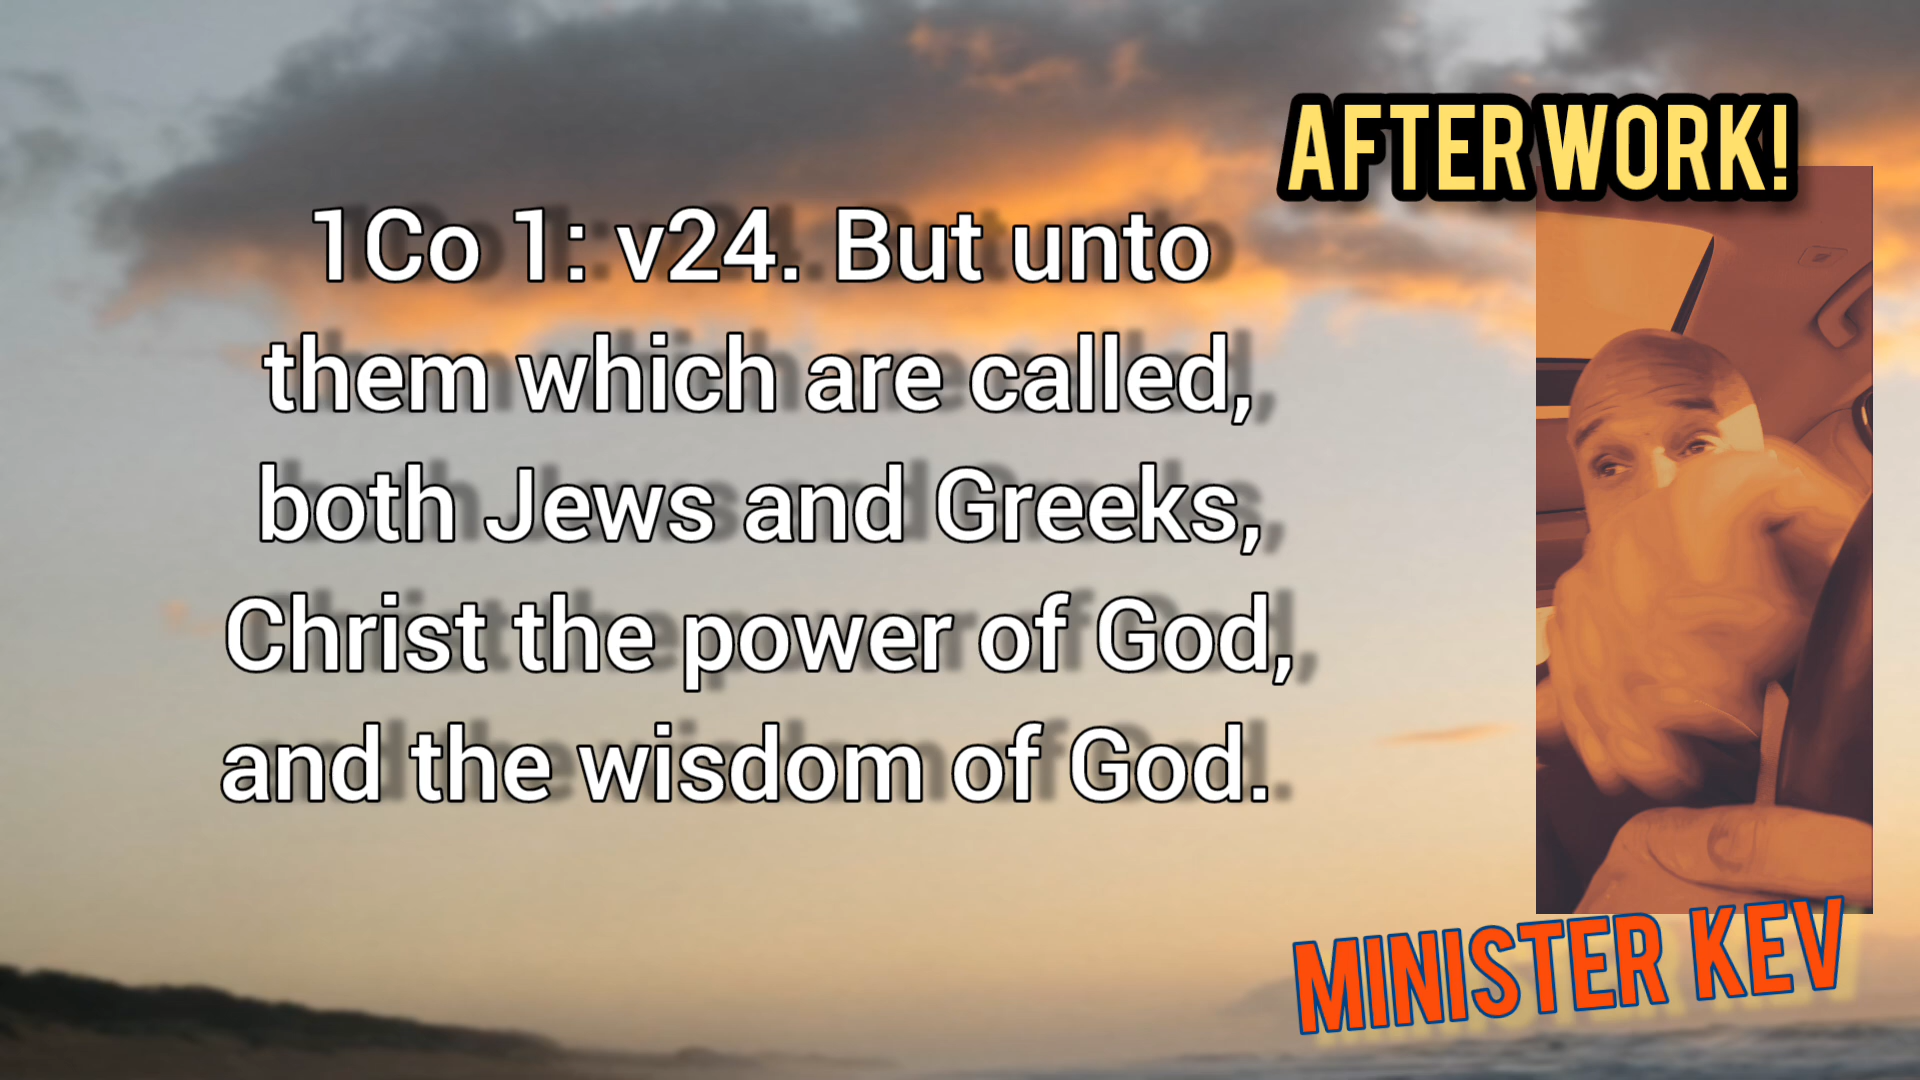 AFTER WORK!
1Co 1: v24. But unto
them which are called,
both Jews and Greeks,
Christ the power of God,
and the wisdom of God.
MINISTER KEV